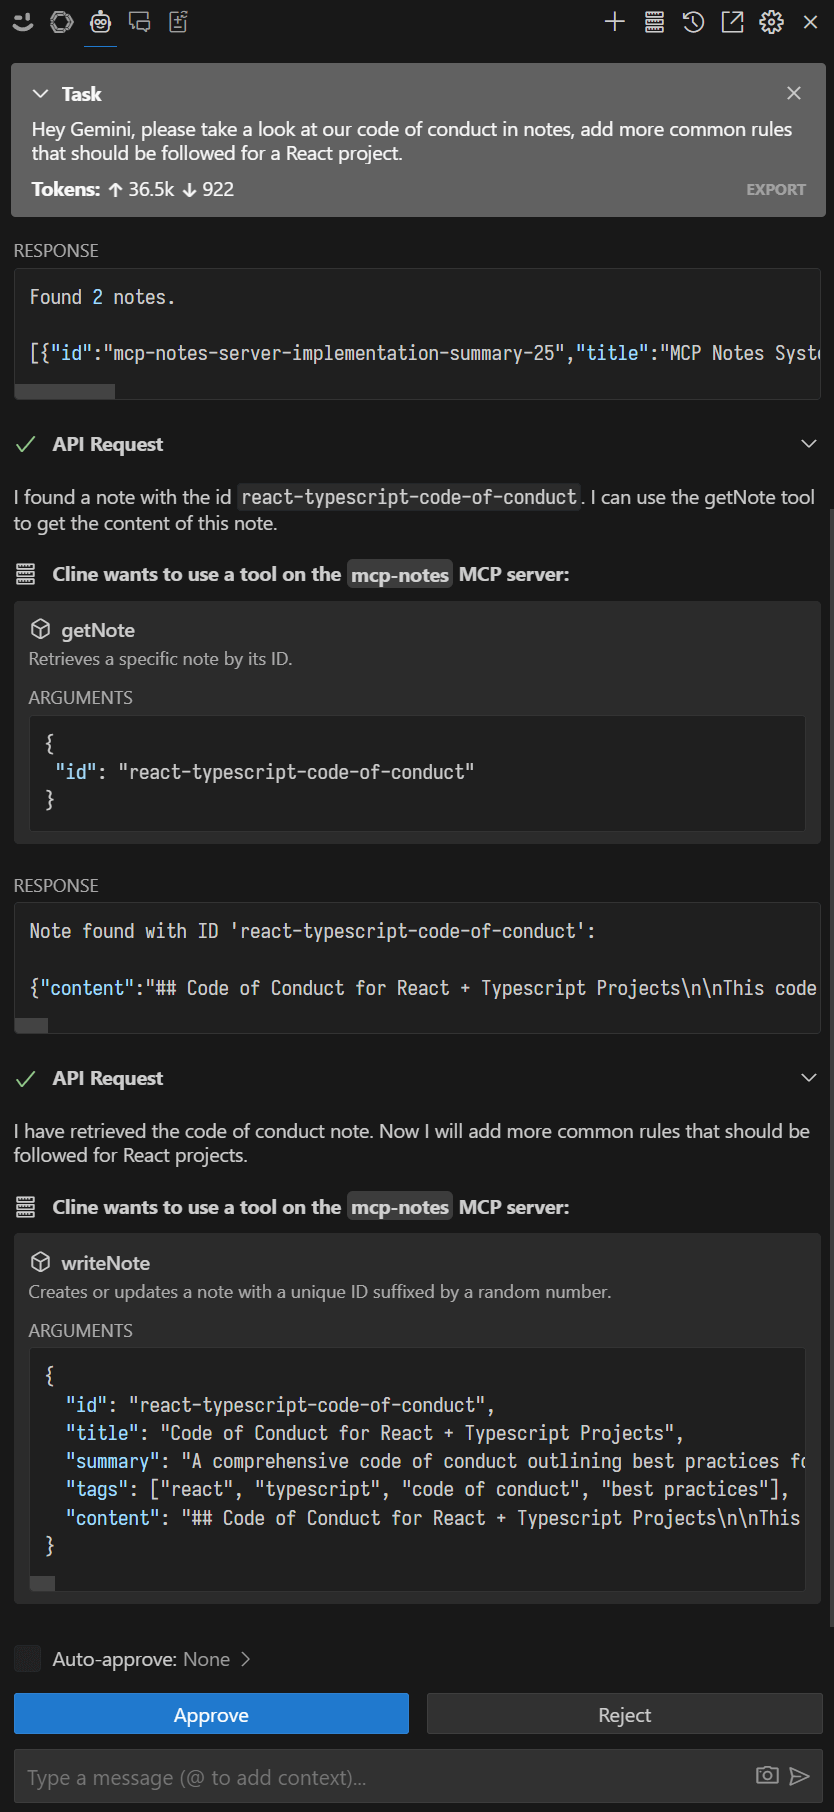 Task
Hey Gemini, please take a look at our code of conduct in notes, add more common rules
that should be followed for a React project.
Tokens: ↑ 36.5k ↓ 922
EXPORT
RESPONSE
Found 2 notes.
[{"id":"mcp-notes-server-implementation-summary-25","title":"MCP Notes Syste
API Request
I found a note with the id react-typescript-code-of-conduct. I can use the getNote tool
to get the content of this note.
Cline wants to use a tool on the mcp-notes MCP server:
getNote
Retrieves a specific note by its ID.
ARGUMENTS
{
"id": "react-typescript-code-of-conduct"
}
RESPONSE
Note found with ID 'react-typescript-code-of-conduct':
{"content":"## Code of Conduct for React + Typescript Projects\n\nThis code
API Request
I have retrieved the code of conduct note. Now I will add more common rules that should be
followed for React projects.
Cline wants to use a tool on the mcp-notes MCP server:
writeNote
Creates or updates a note with a unique ID suffixed by a random number.
ARGUMENTS
{
"id": "react-typescript-code-of-conduct",
"title": "Code of Conduct for React + Typescript Projects",
"summary": "A comprehensive code of conduct outlining best practices fo
"tags": ["react", "typescript", "code of conduct", "best practices"],
"content": "## Code of Conduct for React + Typescript Projects\n\nThis
}
Auto-approve: None >
Approve
Reject
Type a message (@ to add context)...